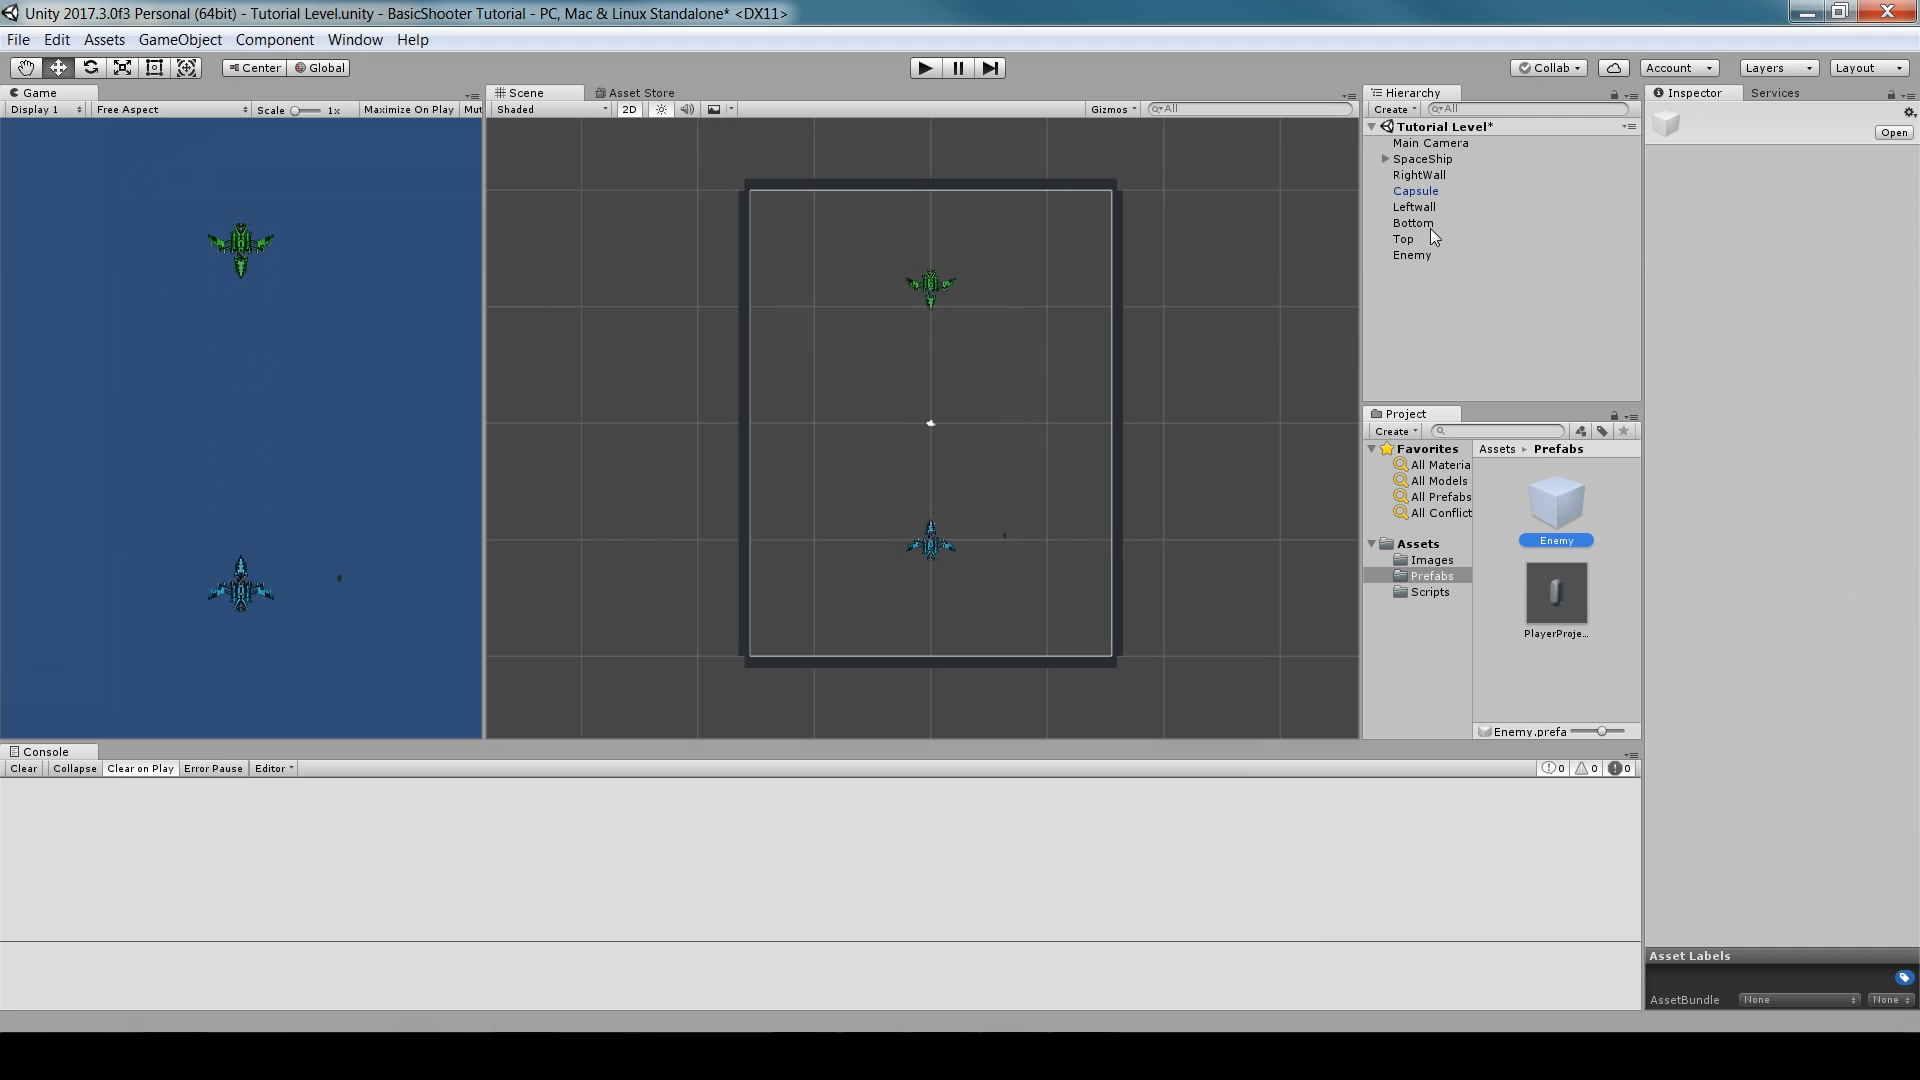 Unity 2017.3.0f3 Personal (64bit) - Tutorial Level.unity - BasicShooter Tutorial - PC, Mac & Linux Standalone* <DX11>
File Edit Assets GameObject Component Window Help
Center Global Collab Account Layers Layout
Game
Display 1 Free Aspect Scale 1x Maximize On Play Mut
Scene Asset Store
Shaded 2D Gizmos All
Hierarchy
Create All
Tutorial Level*
Main Camera
SpaceShip
RightWall
Capsule
Leftwall
Bottom
Top
Enemy
Project
Create
Favorites
All Materia
All Models
All Prefabs
All Conflict
Assets
Images
Prefabs
Scripts
Assets Prefabs
Enemy
PlayerProje...
Enemy.prefa
Inspector Services
Open
Asset Labels
AssetBundle None None
Console
Clear Collapse Clear on Play Error Pause Editor 0 0 0